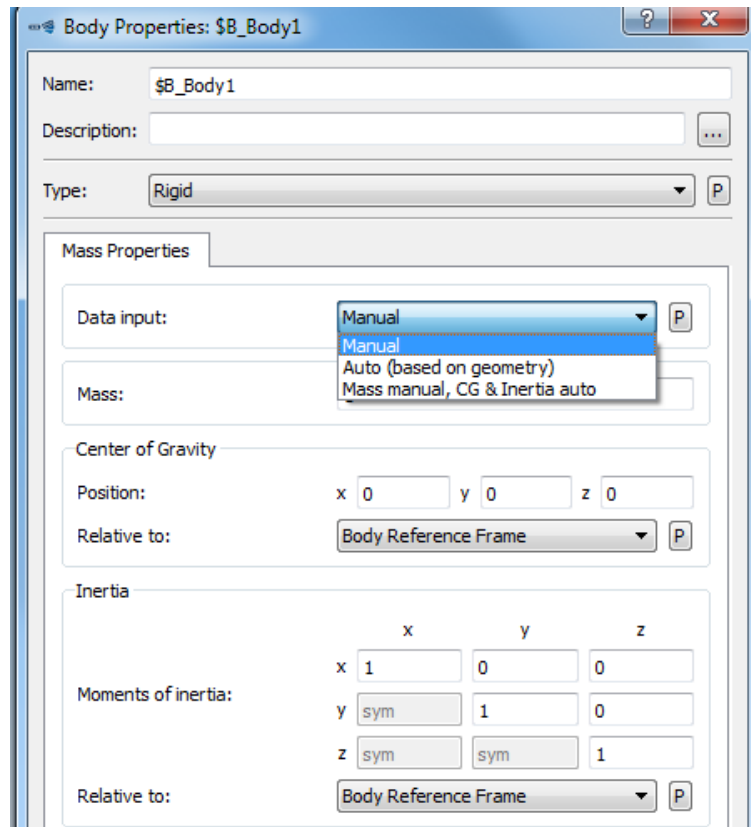 Body Properties: $B_Body1 ? X
Name: $B_Body1
Description: ...
Type: Rigid P
Mass Properties
Data input: Manual P
Manual
Auto (based on geometry)
Mass manual, CG & Inertia auto
Mass:
Center of Gravity
Position: x 0 y 0 z 0
Relative to: Body Reference Frame P
Inertia
x y z
x 1 0 0
Moments of inertia:
y sym 1 0
z sym sym 1
Relative to: Body Reference Frame P